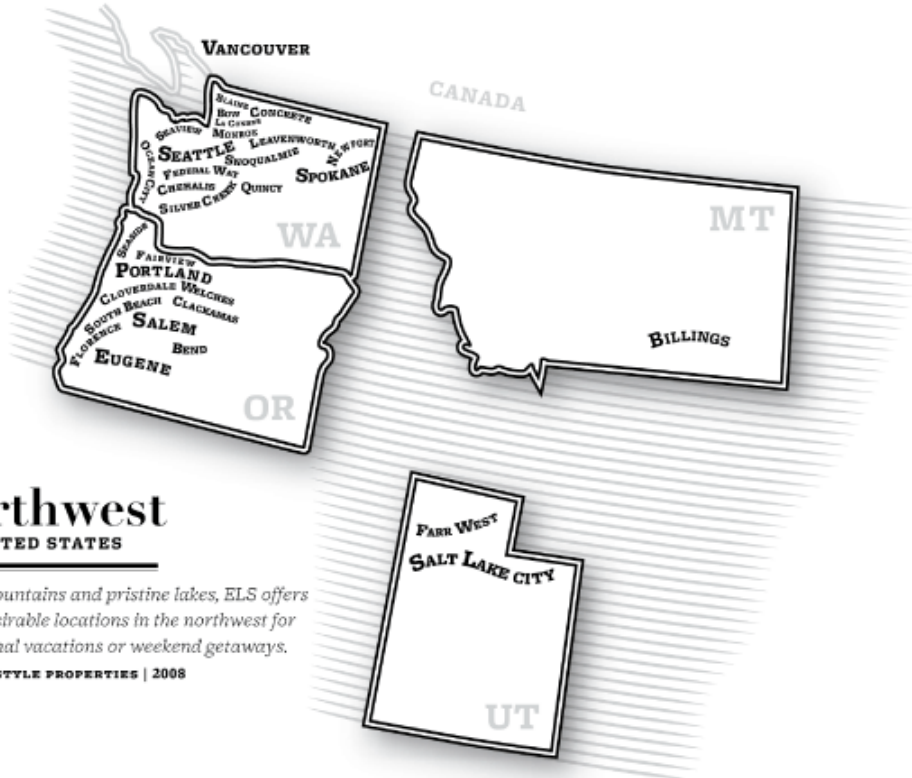 VANCOUVER
CANADA
BLAINE
BOW
CONCRETE
LA CONNER
SEAVIEW
MONROE
SEATTLE
LEAVENWORTH
NEWPORT
SNOQUALMIE
OCEAN CITY
FEDERAL WAY
SPOKANE
CHEHALIS
QUINCY
SILVER CREEK
WA
MT
BILLINGS
SEASIDE
FAIRVIEW
PORTLAND
CLOVERDALE
WELCHES
SOUTH BEACH
CLACKAMAS
FLORENCE
SALEM
BEND
EUGENE
OR
rthwest
TED STATES
ountains and pristine lakes, ELS offers
sirable locations in the northwest for
nal vacations or weekend getaways.
STYLE PROPERTIES | 2008
FARR WEST
SALT LAKE CITY
UT